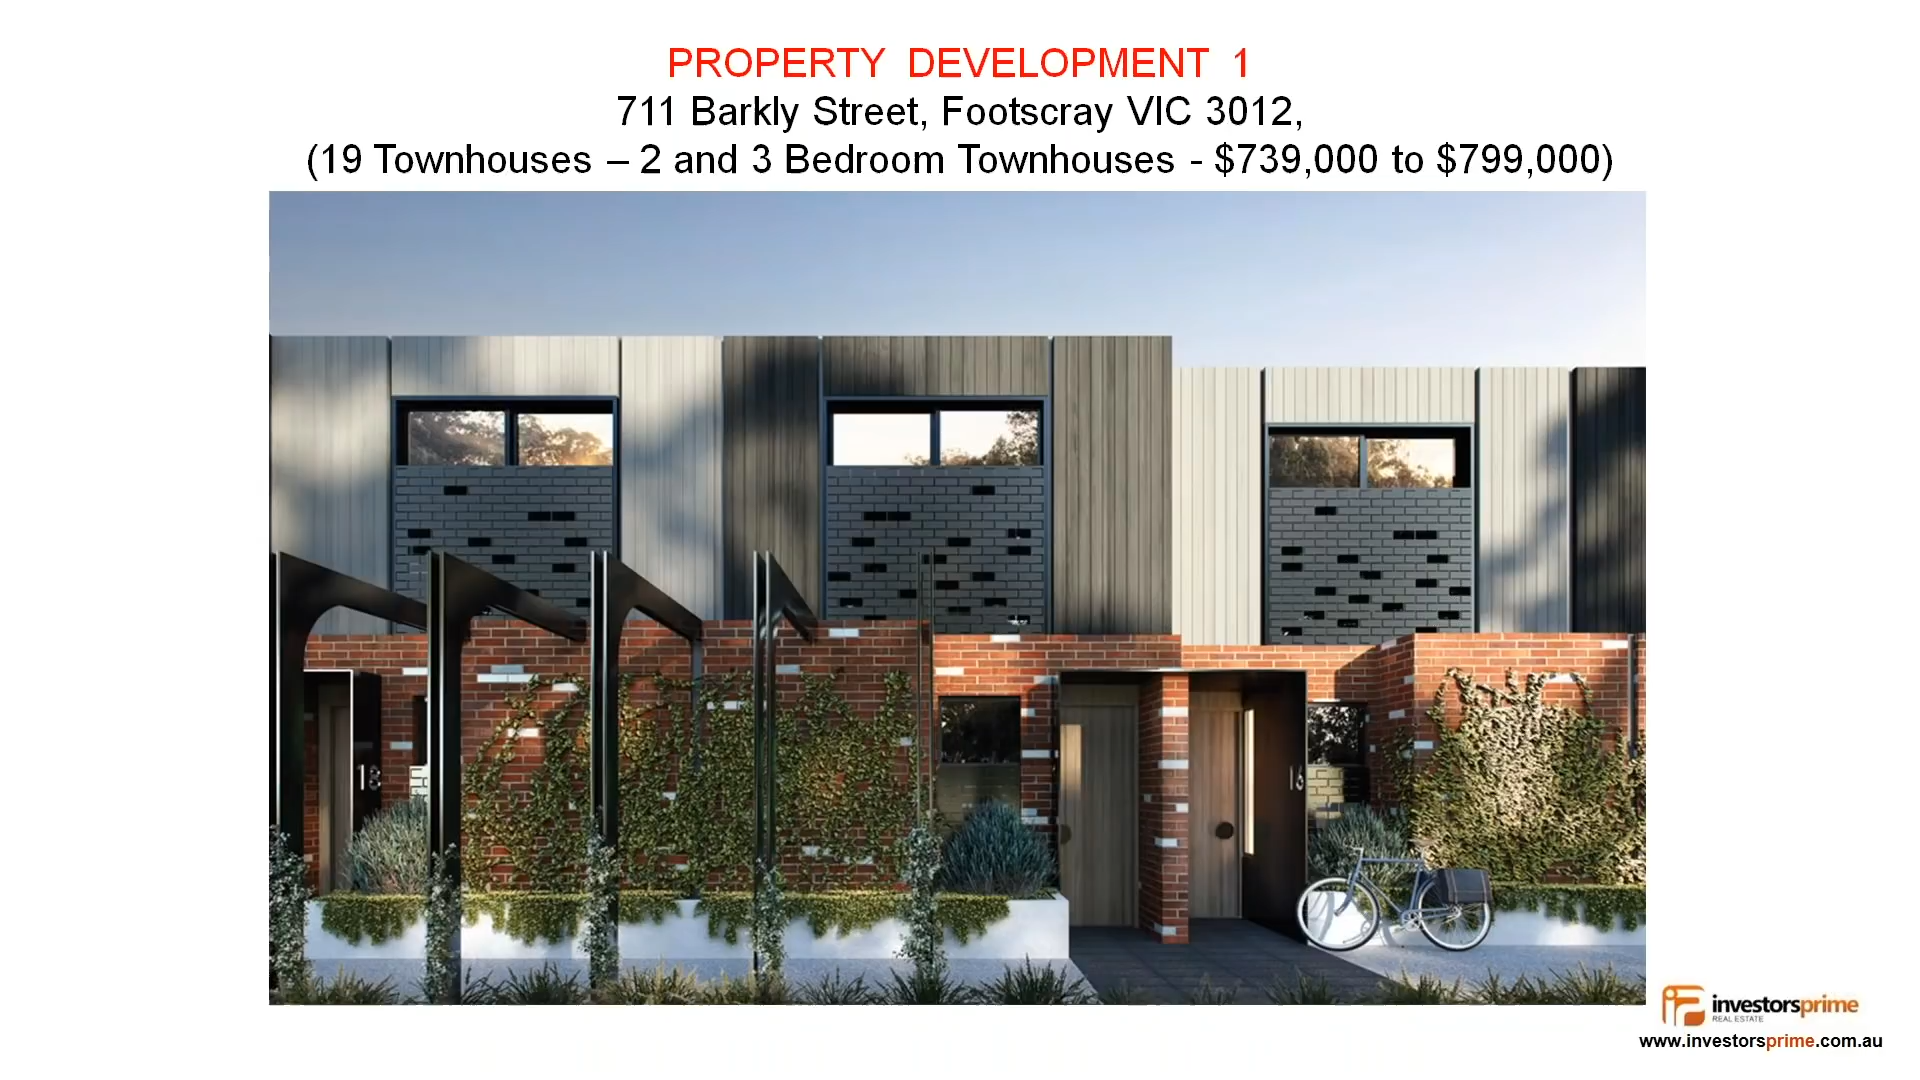 PROPERTY DEVELOPMENT 1
711 Barkly Street, Footscray VIC 3012,
(19 Townhouses – 2 and 3 Bedroom Townhouses - $739,000 to $799,000)
18
16
investorsprime
REAL ESTATE
www.investorsprime.com.au